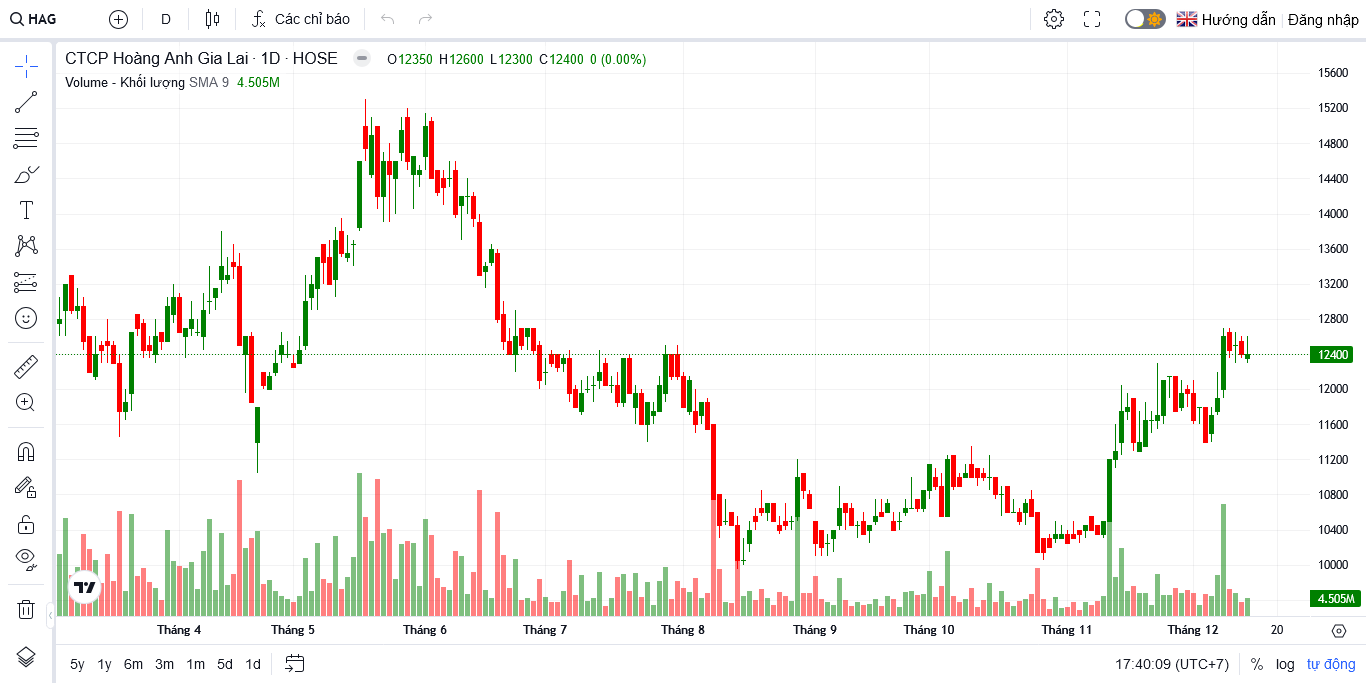 HAG D Các chỉ báo Hướng dẫn Đăng nhập
CTCP Hoàng Anh Gia Lai · 1D · HOSE O12350 H12600 L12300 C12400 0 (0.00%)
Volume - Khối lượng SMA 9 4.505M
15600
15200
14800
14400
14000
13600
13200
12800
12400
12000
11600
11200
10800
10400
10000
4.505M
Tháng 4 Tháng 5 Tháng 6 Tháng 7 Tháng 8 Tháng 9 Tháng 10 Tháng 11 Tháng 12 20
5y 1y 6m 3m 1m 5d 1d 17:40:09 (UTC+7) % log tự động